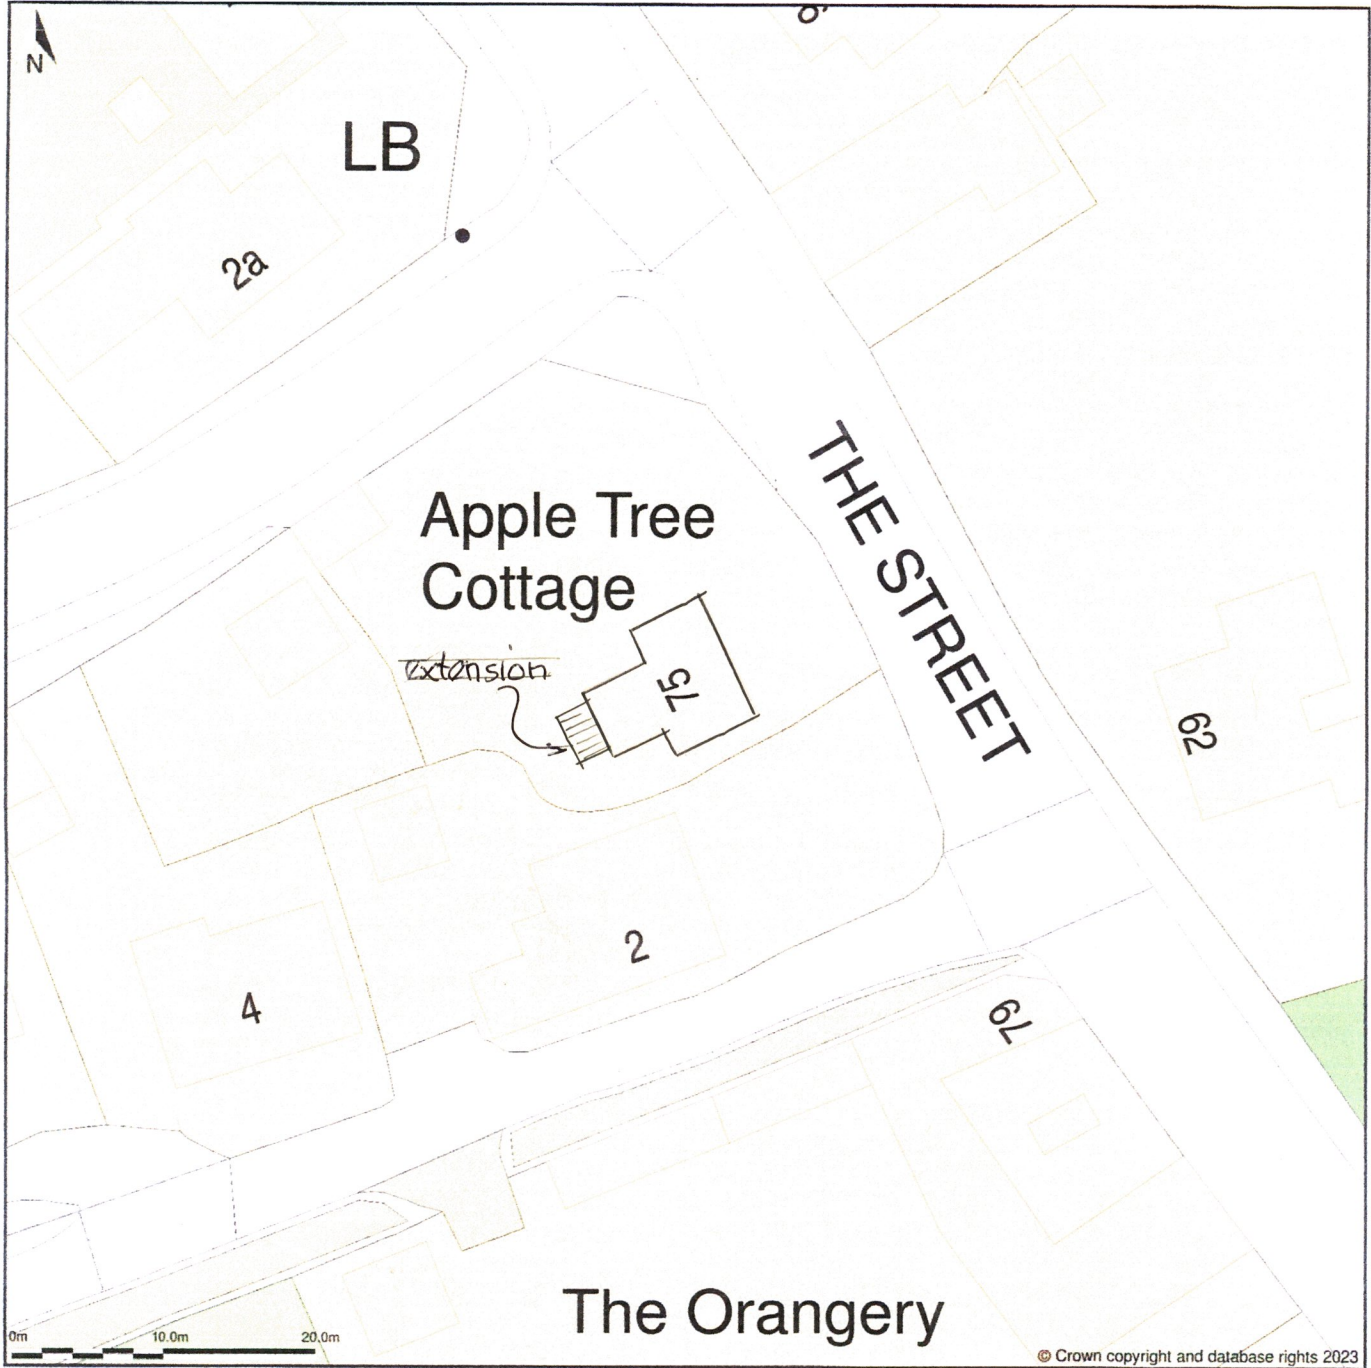 N
LB
2a
Apple Tree
Cottage
THE STREET
extension
75
62
2
4
79
The Orangery
0m 10.0m 20.0m
© Crown copyright and database rights 2023